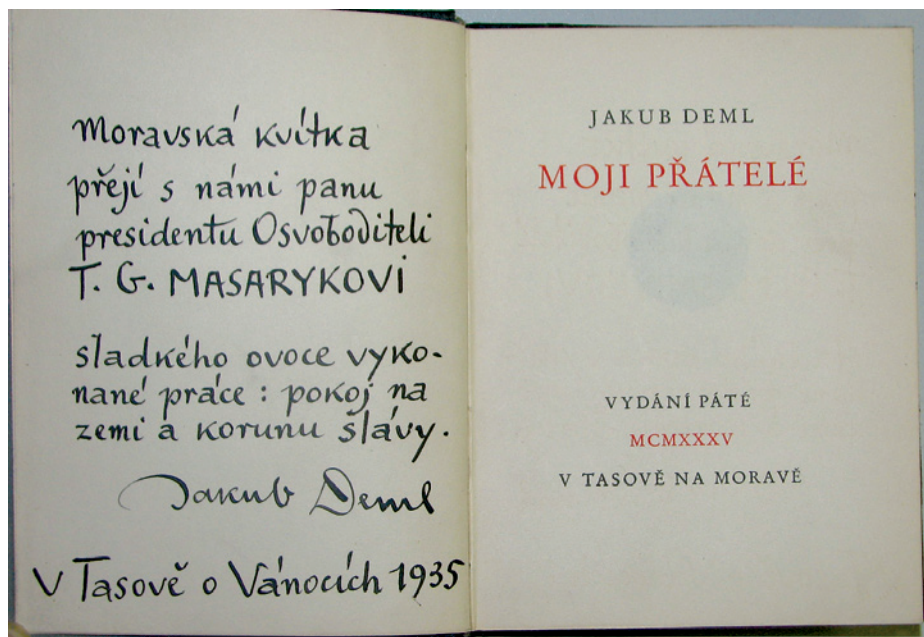 Moravská kvítka
přejí s námi panu
presidentu Osvoboditeli
T. G. MASARYKOVI
sladkého ovoce vyko-
nané práce : pokoj na
zemi a korunu slávy.
Jakub Deml
V Tasově o Vánocích 1935
JAKUB DEML
MOJI PŘÁTELÉ
VYDÁNÍ PÁTÉ
MCMXXXV
V TASOVĚ NA MORAVĚ